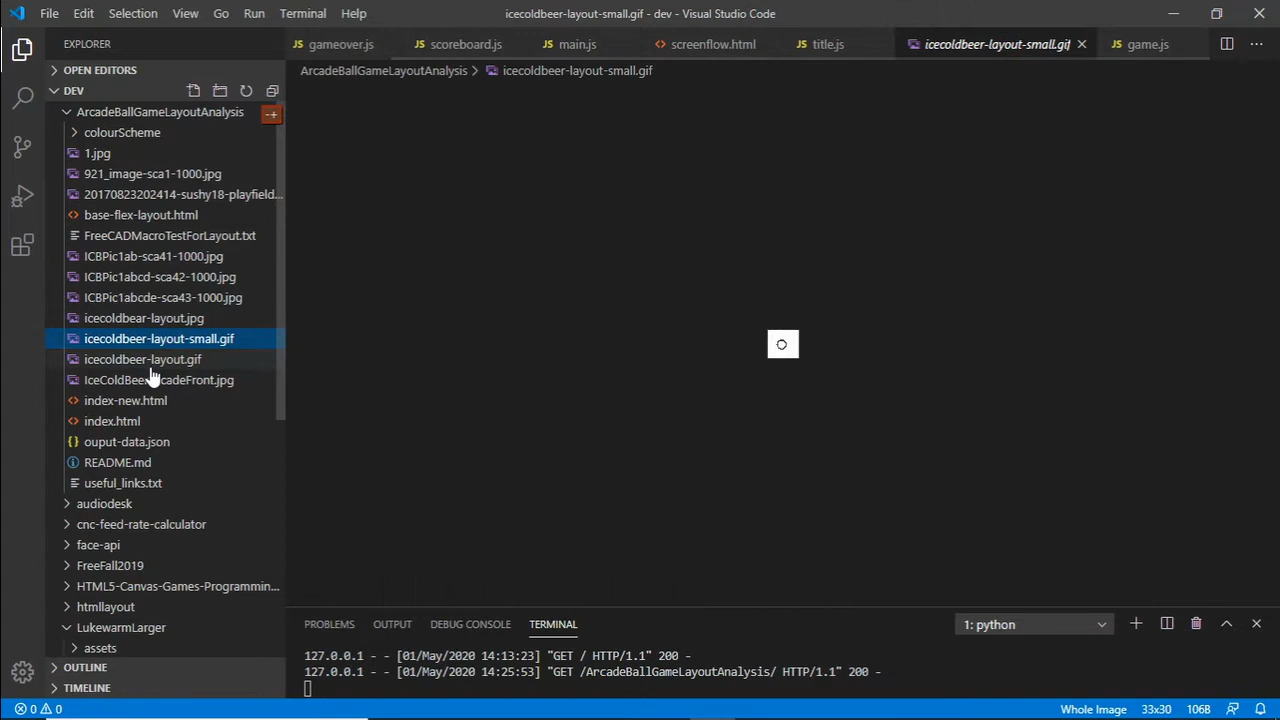 File Edit Selection View Go Run Terminal Help icecoldbeer-layout-small.gif - dev - Visual Studio Code
EXPLORER
gameover.js scoreboard.js main.js screenflow.html title.js icecoldbeer-layout-small.gif game.js
OPEN EDITORS
ArcadeBallGameLayoutAnalysis > icecoldbeer-layout-small.gif
DEV
ArcadeBallGameLayoutAnalysis
colourScheme
1.jpg
921_image-sca1-1000.jpg
20170823202414-sushy18-playfield...
base-flex-layout.html
FreeCADMacroTestForLayout.txt
ICBPic1ab-sca41-1000.jpg
ICBPic1abcd-sca42-1000.jpg
ICBPic1abcde-sca43-1000.jpg
icecoldbear-layout.jpg
icecoldbeer-layout-small.gif
icecoldbeer-layout.gif
IceColdBee cadeFront.jpg
index-new.html
index.html
ouput-data.json
README.md
useful_links.txt
audiodesk
cnc-feed-rate-calculator
face-api
FreeFall2019
HTML5-Canvas-Games-Programmin...
htmllayout
LukewarmLarger
assets
OUTLINE
TIMELINE
PROBLEMS OUTPUT DEBUG CONSOLE TERMINAL 1: python
127.0.0.1 - - [01/May/2020 14:13:23] "GET / HTTP/1.1" 200 -
127.0.0.1 - - [01/May/2020 14:25:53] "GET /ArcadeBallGameLayoutAnalysis/ HTTP/1.1" 200 -
0 0 Whole Image 33x30 106B